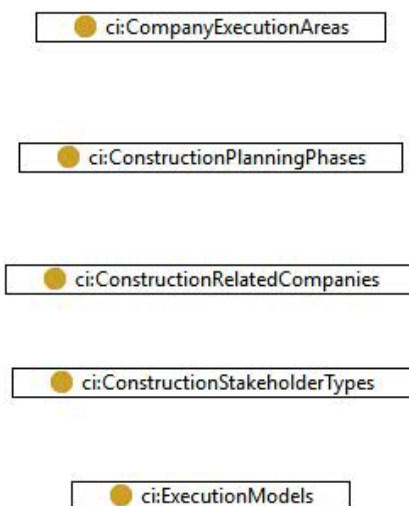 ci:CompanyExecutionAreas
ci:ConstructionPlanningPhases
ci:ConstructionRelatedCompanies
ci:ConstructionStakeholderTypes
ci:ExecutionModels